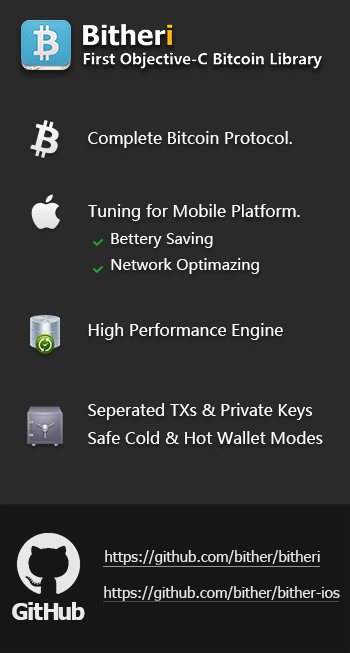 Bitheri
First Objective-C Bitcoin Library
Complete Bitcoin Protocol.
Tuning for Mobile Platform.
Bettery Saving
Network Optimazing
High Performance Engine
Seperated TXs & Private Keys
Safe Cold & Hot Wallet Modes
https://github.com/bither/bitheri
GitHub
https://github.com/bither/bither-ios